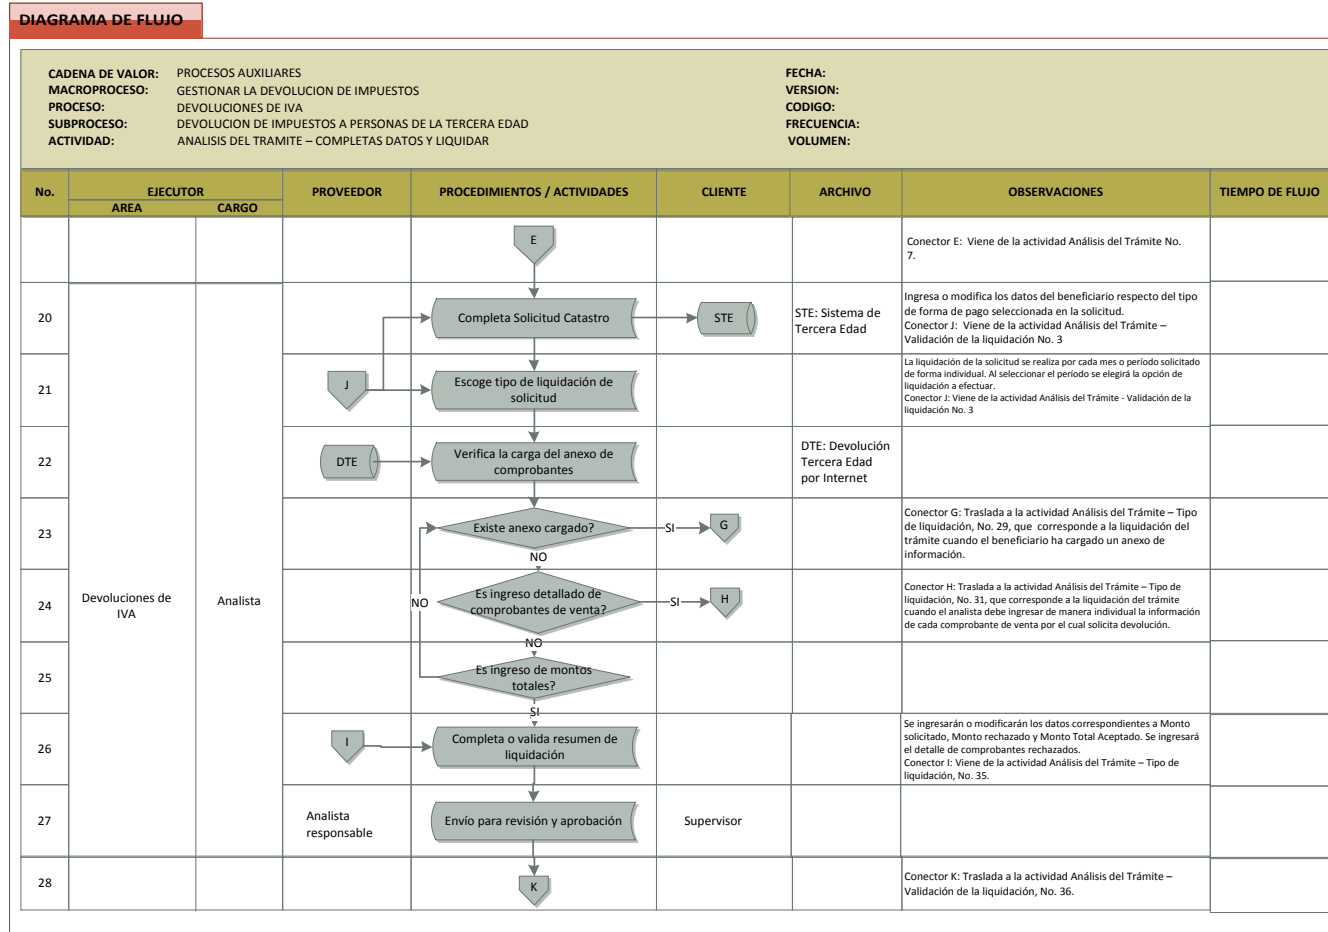 DIAGRAMA DE FLUJO
CADENA DE VALOR: PROCESOS AUXILIARES
MACROPROCESO: GESTIONAR LA DEVOLUCION DE IMPUESTOS
PROCESO: DEVOLUCIONES DE IVA
SUBPROCESO: DEVOLUCION DE IMPUESTOS A PERSONAS DE LA TERCERA EDAD
ACTIVIDAD: ANALISIS DEL TRAMITE – COMPLETAS DATOS Y LIQUIDAR
FECHA:
VERSION:
CODIGO:
FRECUENCIA:
VOLUMEN:
No.
EJECUTOR
AREA
CARGO
PROVEEDOR
PROCEDIMIENTOS / ACTIVIDADES
CLIENTE
ARCHIVO
OBSERVACIONES
TIEMPO DE FLUJO
E
Conector E: Viene de la actividad Análisis del Trámite No.
7.
20
Completa Solicitud Catastro
STE
STE: Sistema de
Tercera Edad
Ingresa o modifica los datos del beneficiario respecto del tipo
de forma de pago seleccionada en la solicitud.
Conector J: Viene de la actividad Análisis del Trámite –
Validación de la liquidación No. 3
21
J
Escoge tipo de liquidación de
solicitud
La liquidación de la solicitud se realiza por cada mes o período solicitado
de forma individual. Al seleccionar el período se elegirá la opción de
liquidación a efectuar.
Conector J: Viene de la actividad Análisis del Trámite - Validación de la
liquidación No. 3
22
DTE
Verifica la carga del anexo de
comprobantes
DTE: Devolución
Tercera Edad
por Internet
23
Existe anexo cargado?
SI
G
NO
Conector G: Traslada a la actividad Análisis del Trámite – Tipo
de liquidación, No. 29, que corresponde a la liquidación del
trámite cuando el beneficiario ha cargado un anexo de
información.
24
Devoluciones de
IVA
Analista
NO
Es ingreso detallado de
comprobantes de venta?
SI
H
NO
Conector H: Traslada a la actividad Análisis del Trámite – Tipo de
liquidación, No. 31, que corresponde a la liquidación del trámite
cuando el analista debe ingresar de manera individual la información
de cada comprobante de venta por el cual solicita devolución.
25
Es ingreso de montos
totales?
SI
26
I
Completa o valida resumen de
liquidación
Se ingresarán o modificarán los datos correspondientes a Monto
solicitado, Monto rechazado y Monto Total Aceptado. Se ingresará
el detalle de comprobantes rechazados.
Conector I: Viene de la actividad Análisis del Trámite – Tipo de
liquidación, No. 35.
27
Analista
responsable
Envío para revisión y aprobación
Supervisor
28
K
Conector K: Traslada a la actividad Análisis del Trámite –
Validación de la liquidación, No. 36.